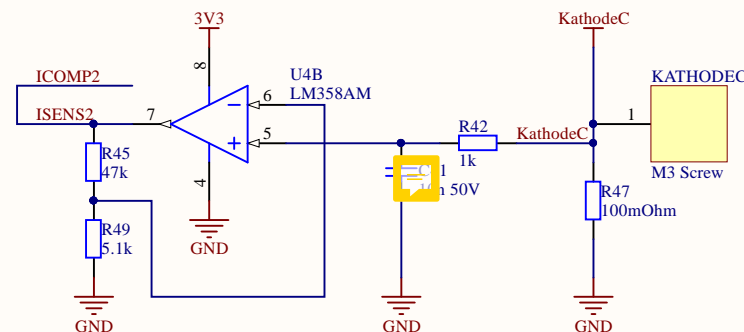 3V3
KathodeC
ICOMP2
ISENS2
8
7
6
5
4
U4B
LM358AM
KATHODEC
1
R42
1k
KathodeC
M3 Screw
R45
47k
50V
R47
100mOhm
R49
5.1k
GND
GND
GND
GND